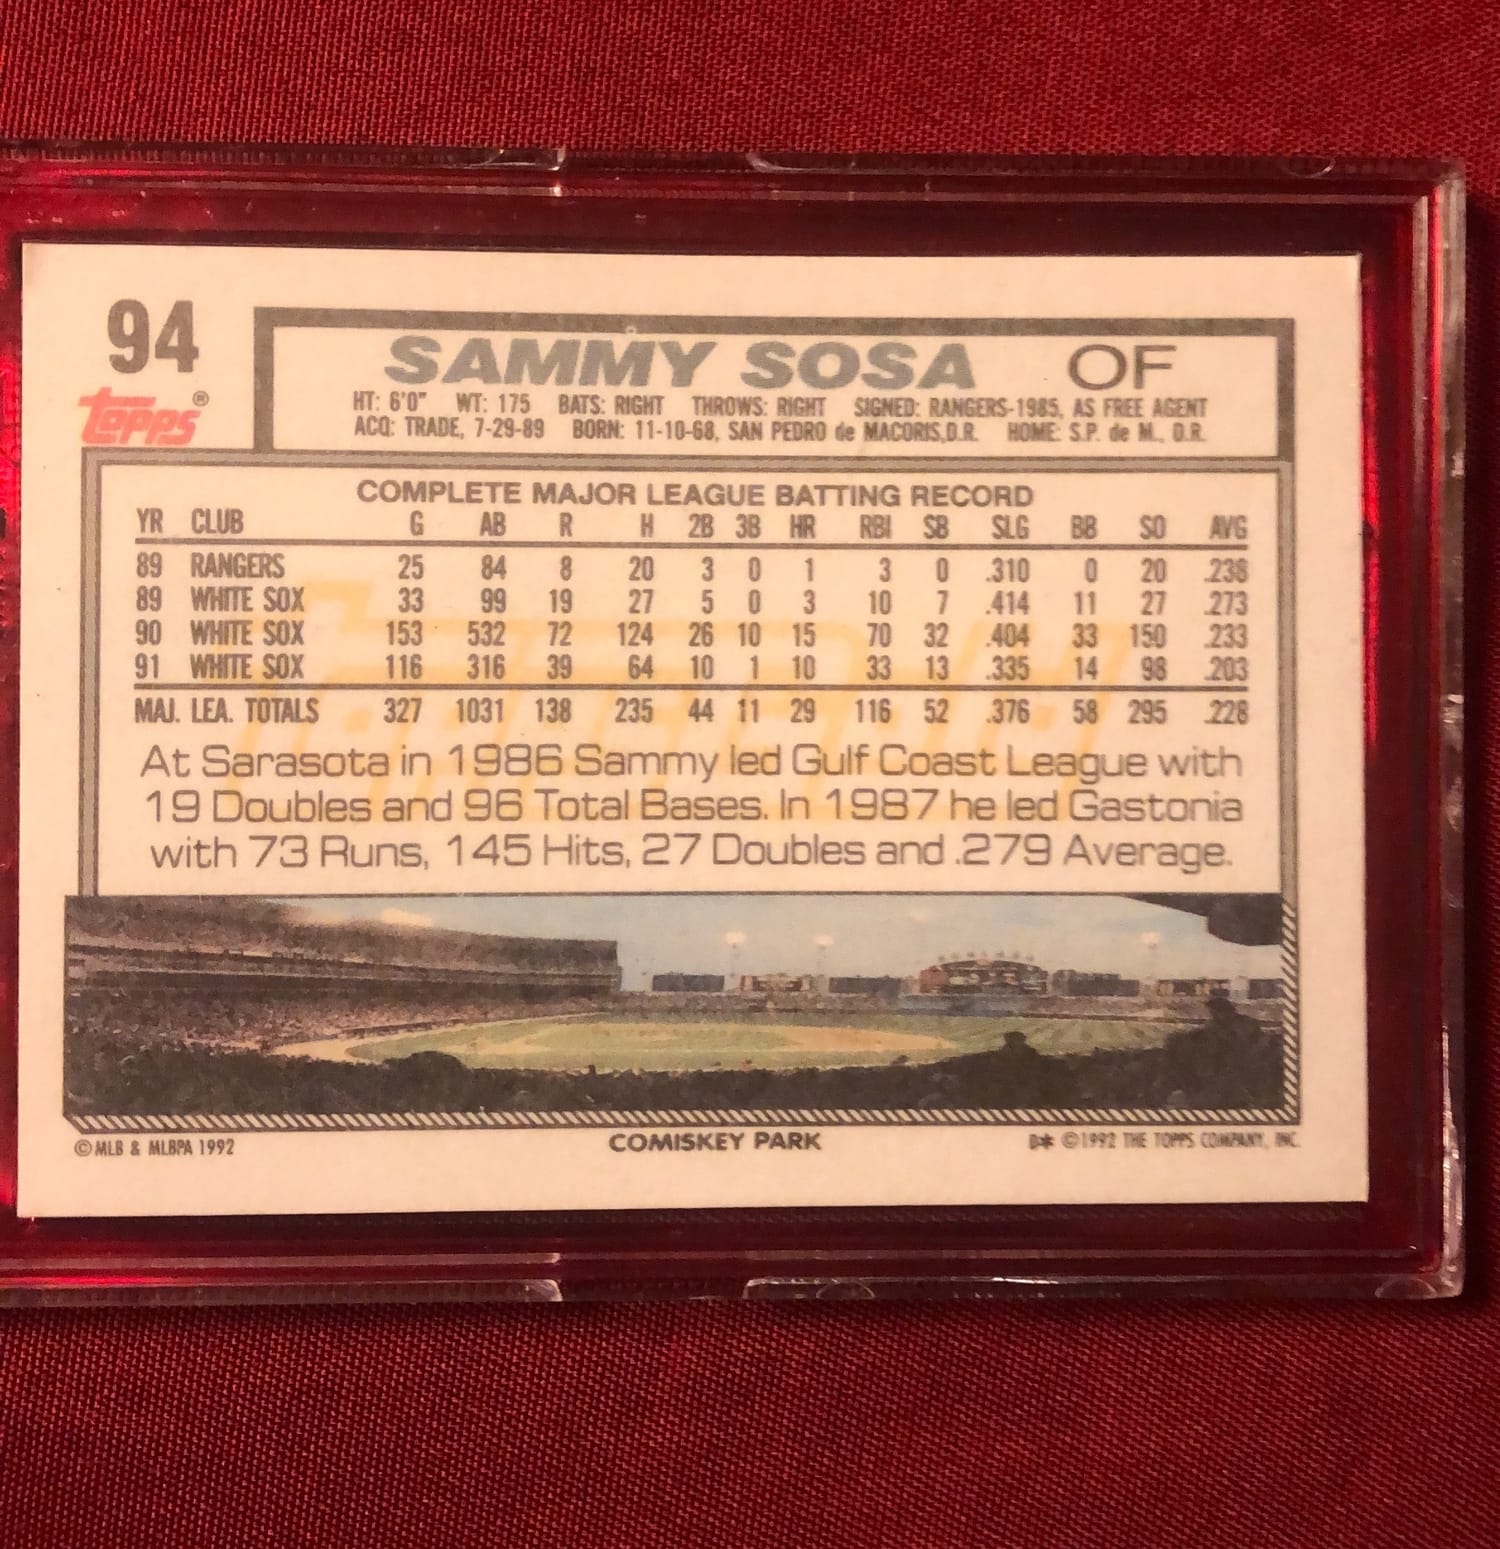 94
topps®
SAMMY SOSA OF
HT: 6'0" WT: 175 BATS: RIGHT THROWS: RIGHT SIGNED: RANGERS-1985, AS FREE AGENT
ACQ: TRADE, 7-29-89 BORN: 11-10-68, SAN PEDRO de MACORIS,D.R. HOME: S.P. de M., D.R.
COMPLETE MAJOR LEAGUE BATTING RECORD
YR CLUB G AB R H 2B 3B HR RBI SB SLG BB SO AVG
89 RANGERS 25 84 8 20 3 0 1 3 0 .310 0 20 .238
89 WHITE SOX 33 99 19 27 5 0 3 10 7 .414 11 27 .273
90 WHITE SOX 153 532 72 124 26 10 15 70 32 .404 33 150 .233
91 WHITE SOX 116 316 39 64 10 1 10 33 13 .335 14 98 .203
MAJ. LEA. TOTALS 327 1031 138 235 44 11 29 116 52 .376 58 295 .228
At Sarasota in 1986 Sammy led Gulf Coast League with
19 Doubles and 96 Total Bases. In 1987 he led Gastonia
with 73 Runs, 145 Hits, 27 Doubles and .279 Average.
© MLB & MLBPA 1992 COMISKEY PARK D* © 1992 THE TOPPS COMPANY, INC.